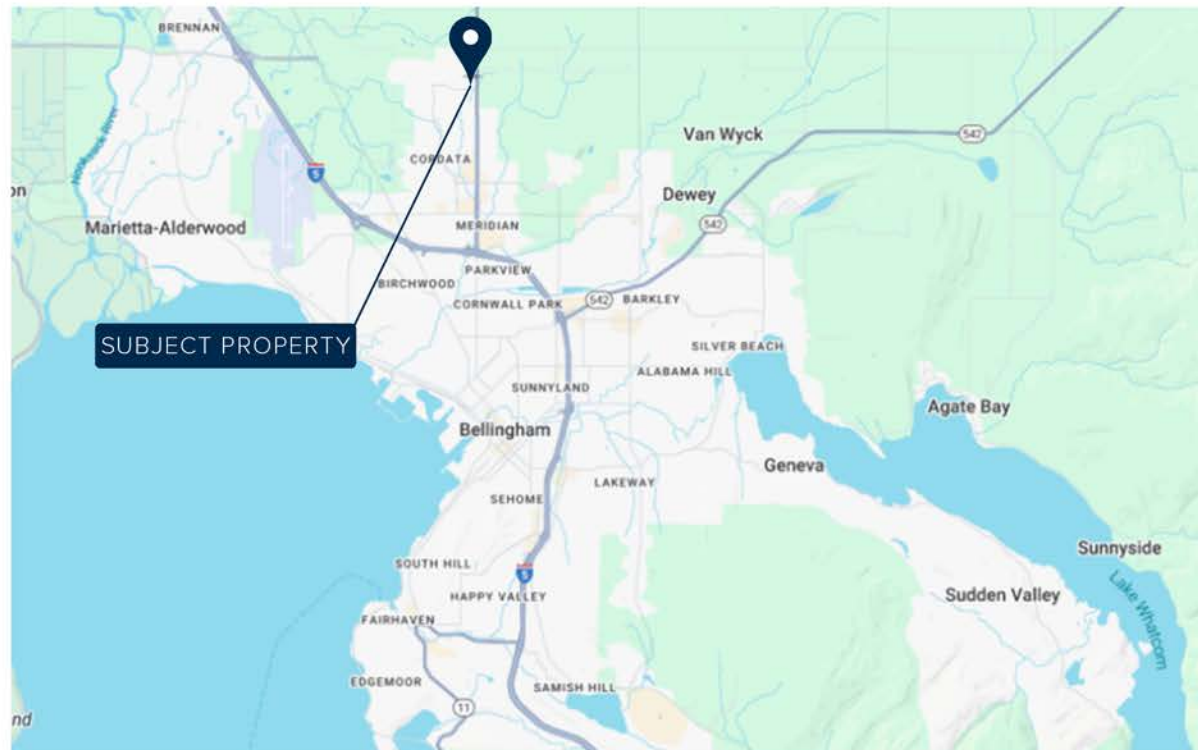 BRENNAN
Nooksack River
Van Wyck
542
CORDATA
5
on
Dewey
Marietta-Alderwood
MERIDIAN
542
PARKVIEW
BIRCHWOOD
CORNWALL PARK
542
BARKLEY
SUBJECT PROPERTY
SILVER BEACH
ALABAMA HILL
SUNNYLAND
Agate Bay
Bellingham
Geneva
LAKEWAY
SEHOME
Sunnyside
SOUTH HILL
5
HAPPY VALLEY
Sudden Valley
Lake Whatcom
FAIRHAVEN
EDGEMOOR
SAMISH HILL
11
nd